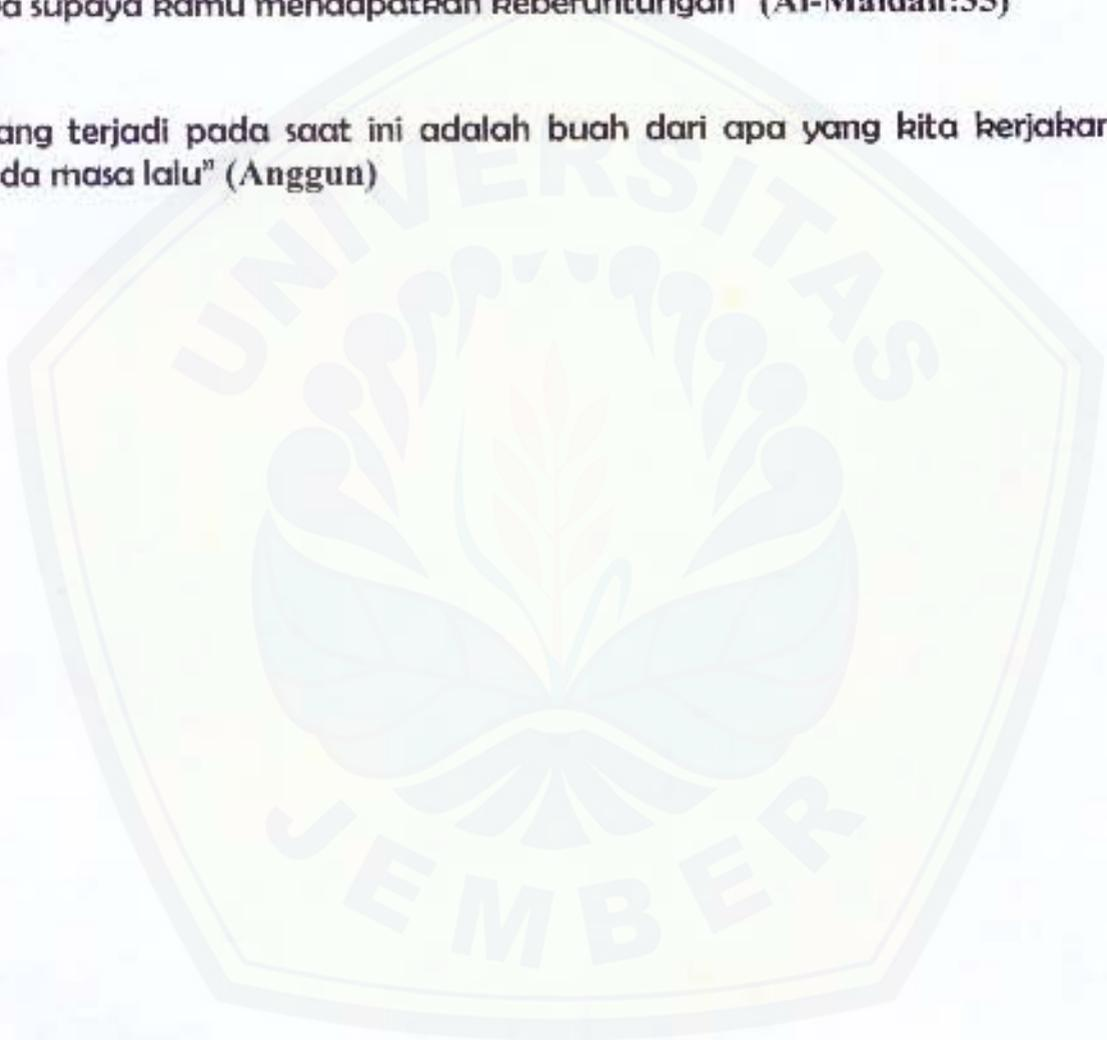 supaya kamu mendapatkan keberuntungan" (Al-Maidah:35)
ang terjadi pada saat ini adalah buah dari apa yang kita kerjakan
da masa lalu" (Anggun)
UNIVERSITAS
JEMBER